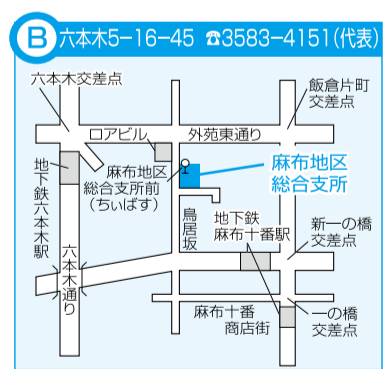 B 六本木5−16−45 ☎3583−4151(代表)
六本木交差点
飯倉片町
交差点
ロアビル
外苑東通り
地下鉄六本木駅
麻布地区
総合支所前
(ちぃばす)
麻布地区
総合支所
鳥居坂
地下鉄
麻布十番駅
新一の橋
交差点
六本木通り
麻布十番
商店街
一の橋
交差点